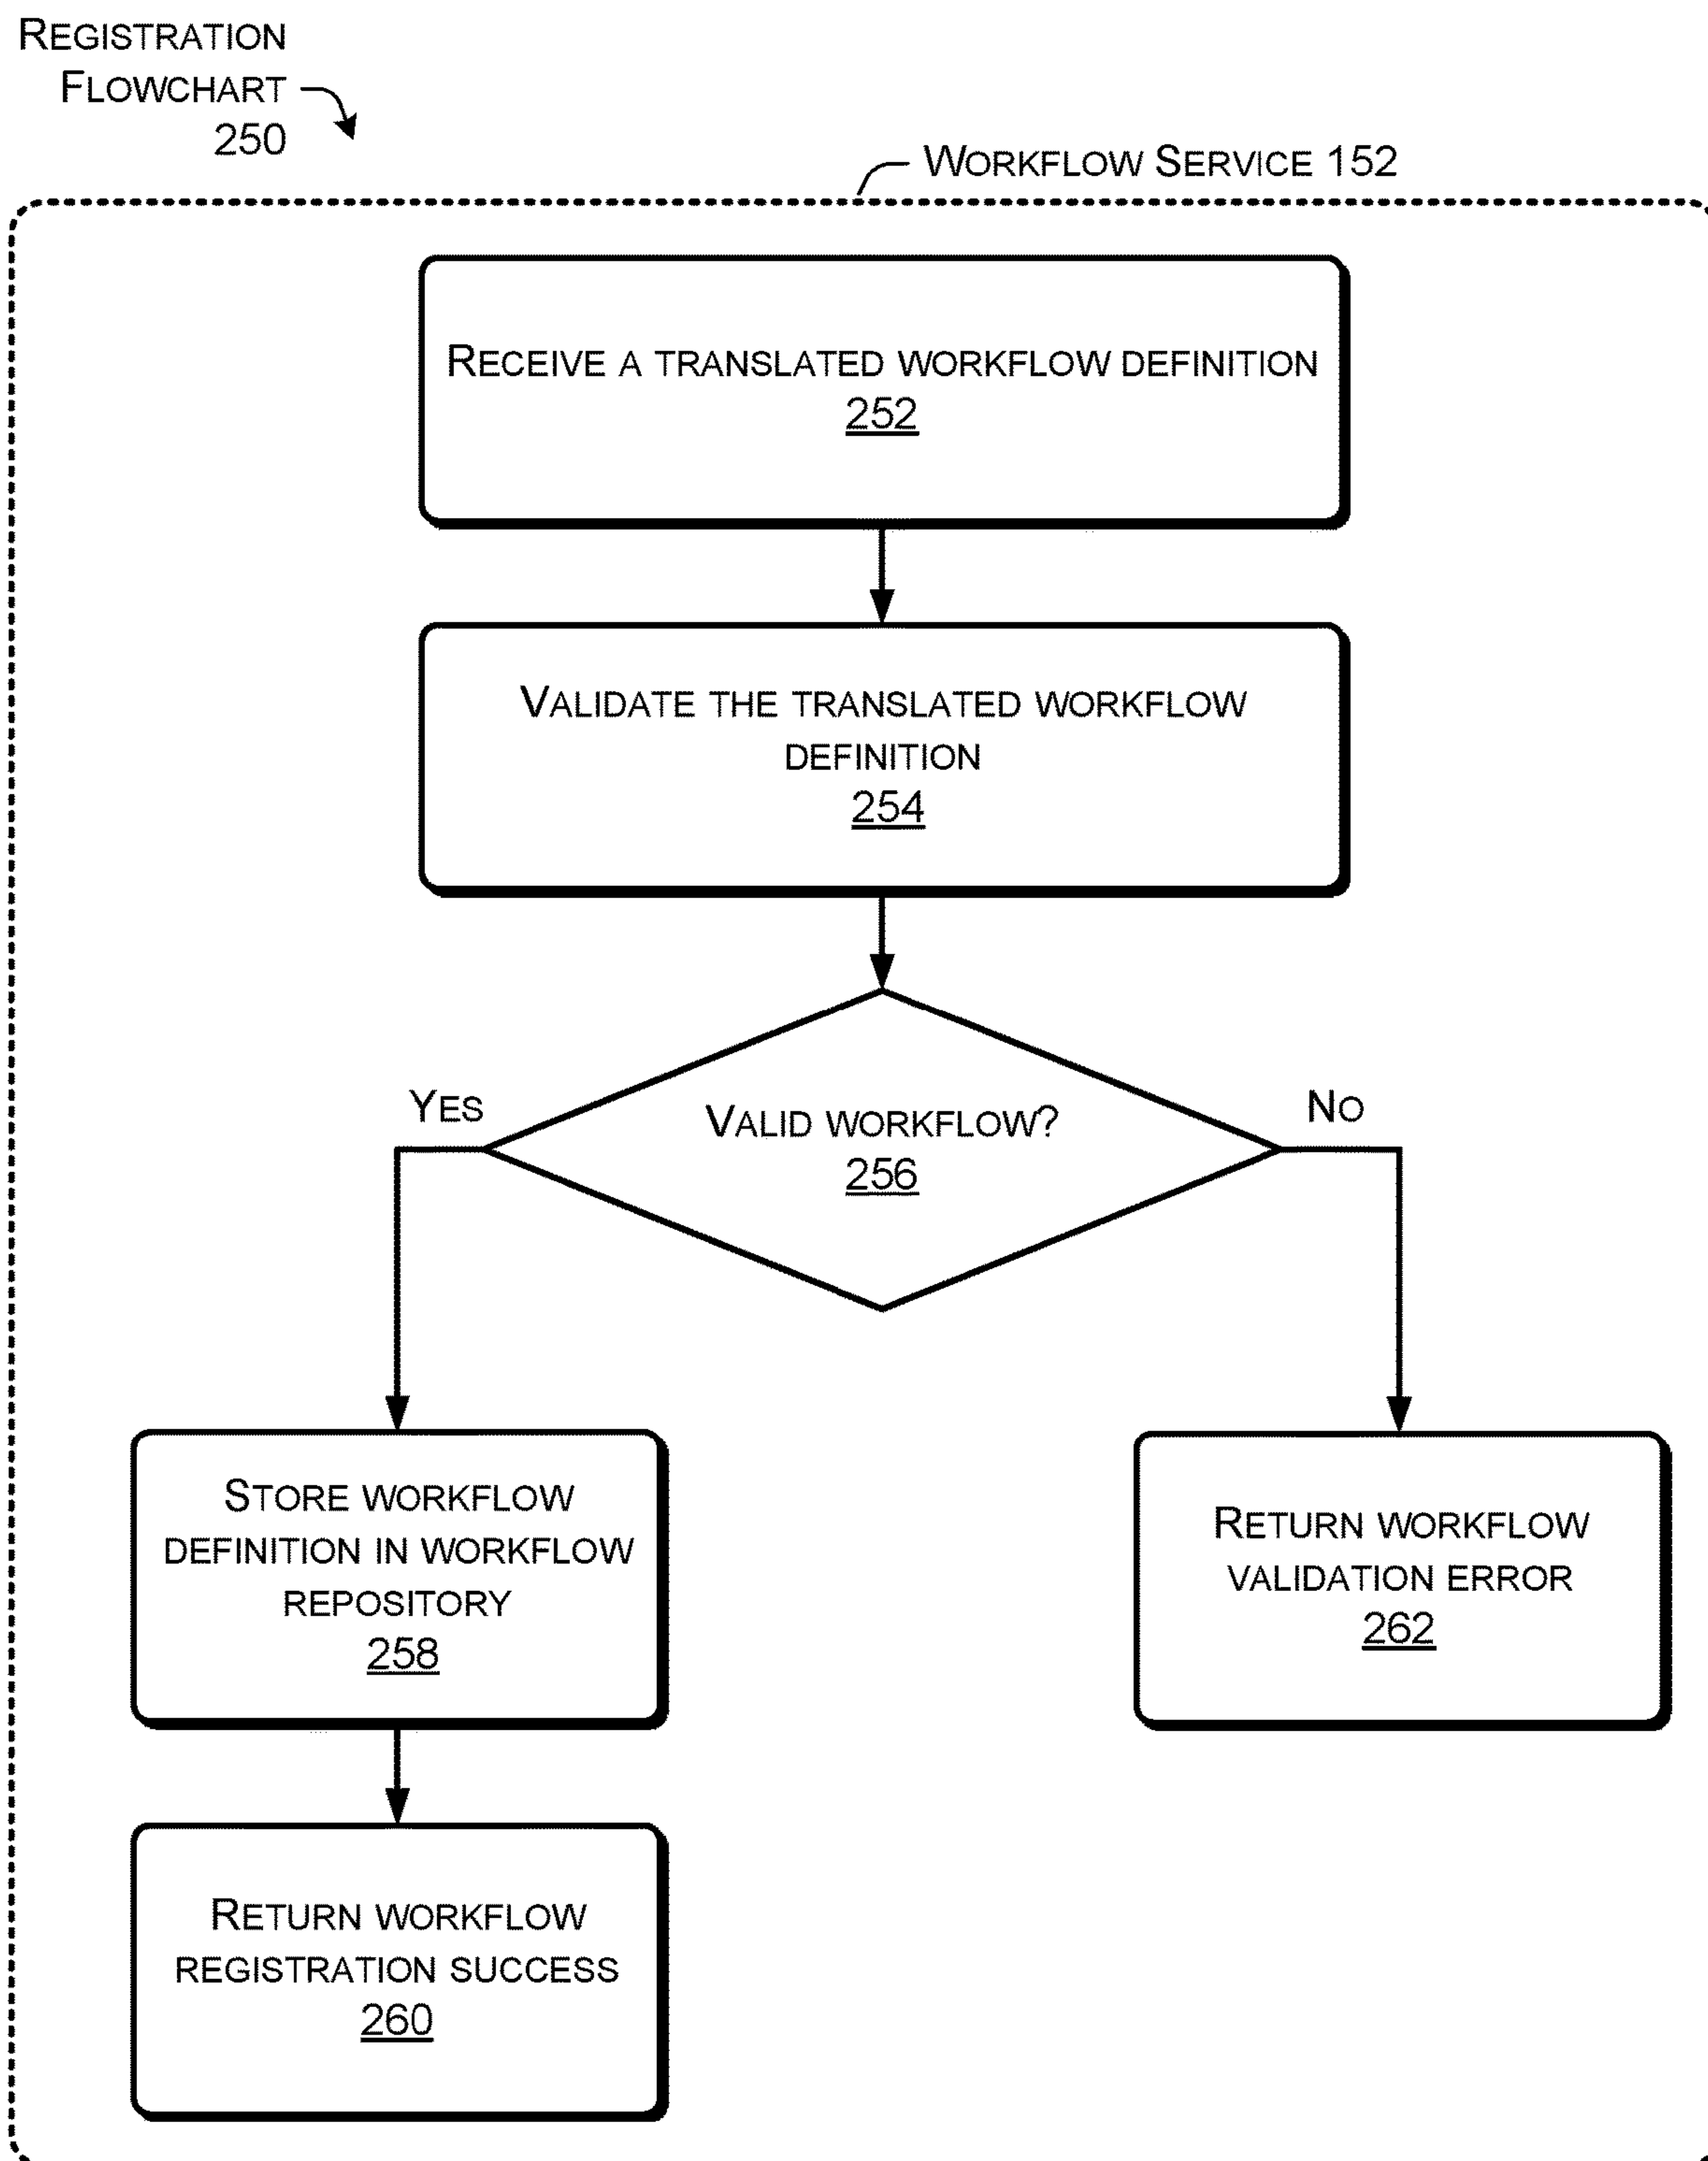 REGISTRATION
FLOWCHART
250
WORKFLOW SERVICE 152
RECEIVE A TRANSLATED WORKFLOW DEFINITION
252
VALIDATE THE TRANSLATED WORKFLOW
DEFINITION
254
YES
VALID WORKFLOW?
256
NO
STORE WORKFLOW
DEFINITION IN WORKFLOW
REPOSITORY
258
RETURN WORKFLOW
VALIDATION ERROR
262
RETURN WORKFLOW
REGISTRATION SUCCESS
260